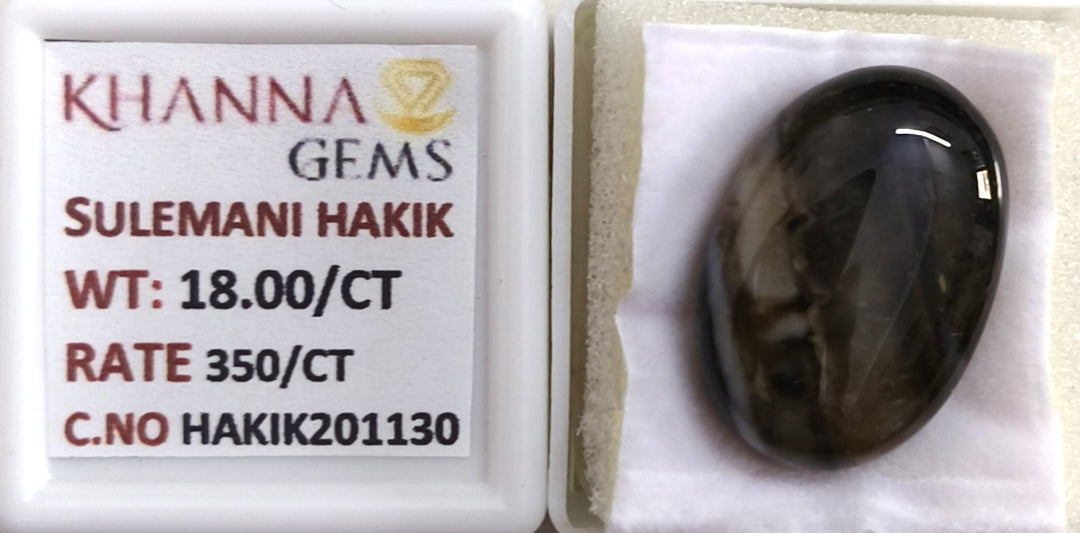 KHANNA
GEMS
SULEMANI HAKIK
WT: 18.00/CT
RATE 350/CT
C.NO HAKIK201130